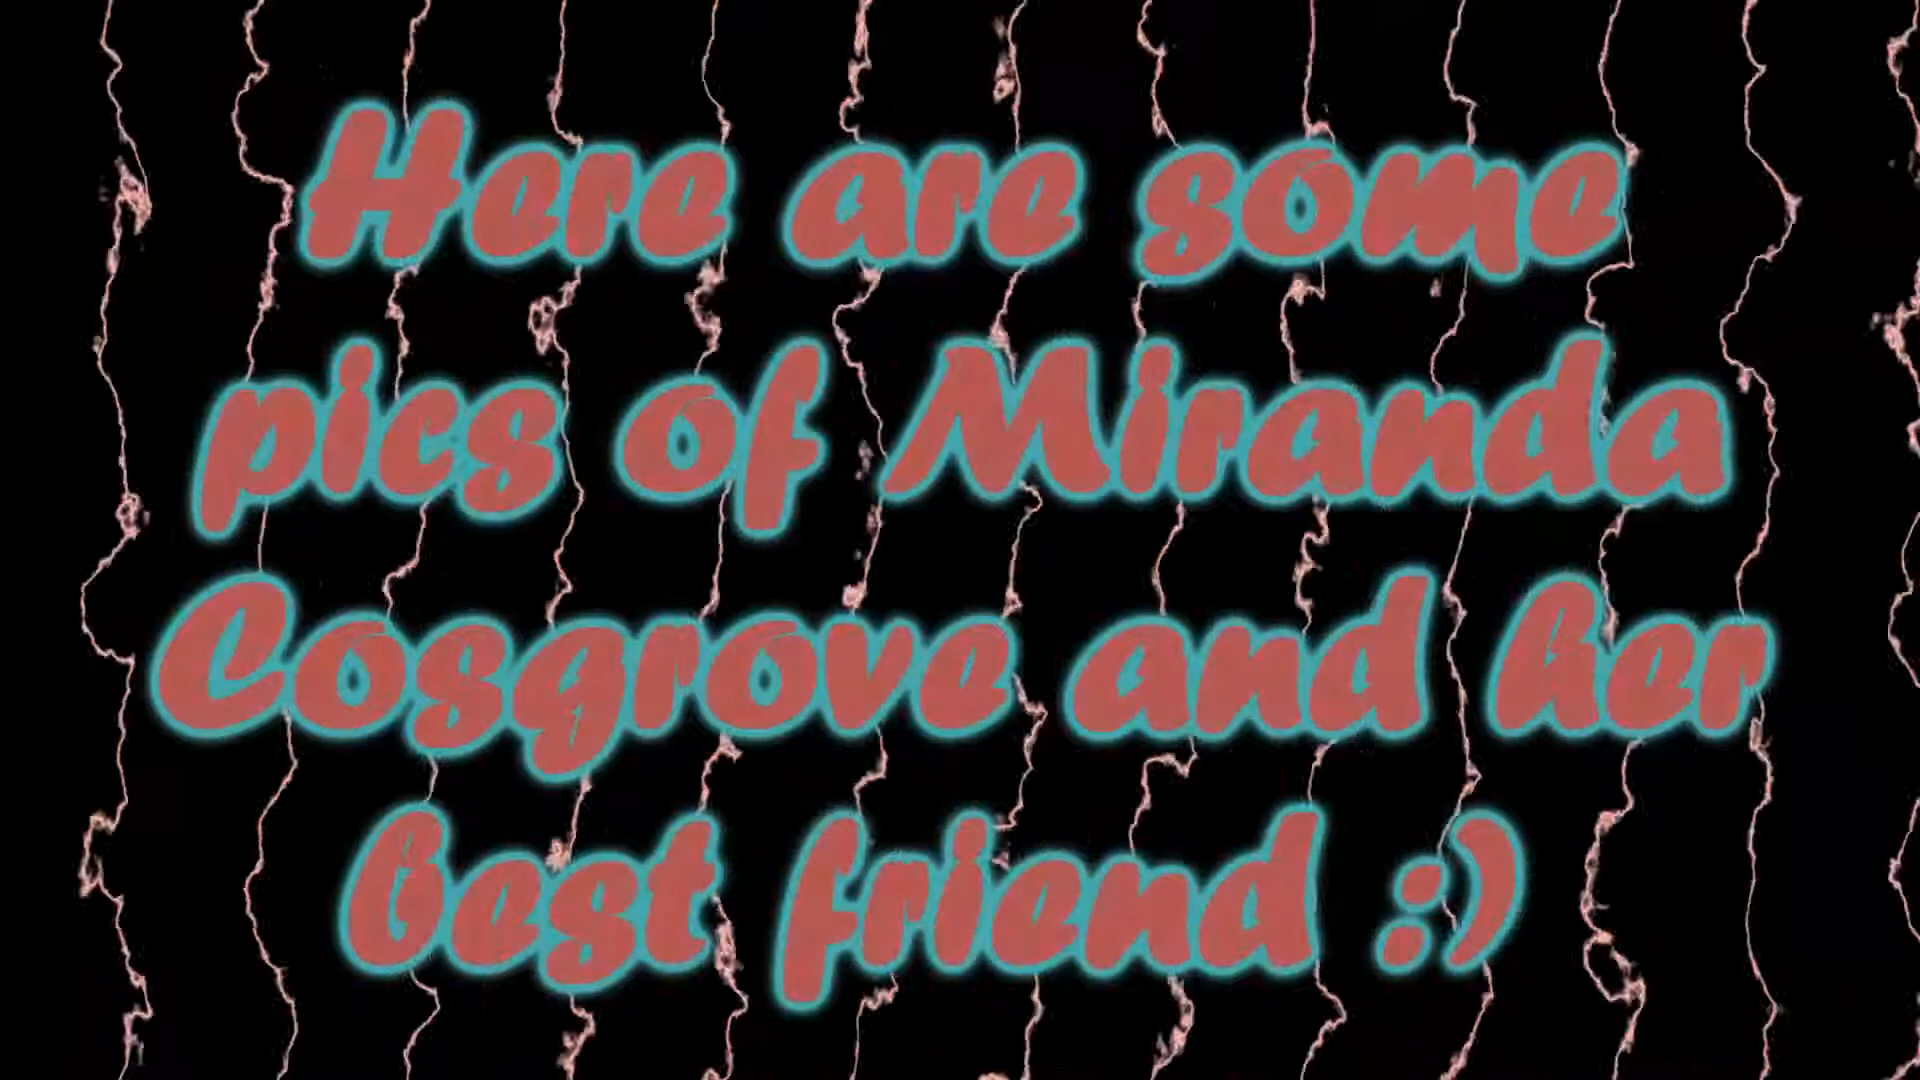 Here are some
pics of Miranda
Cosgrove and her
best friend :)